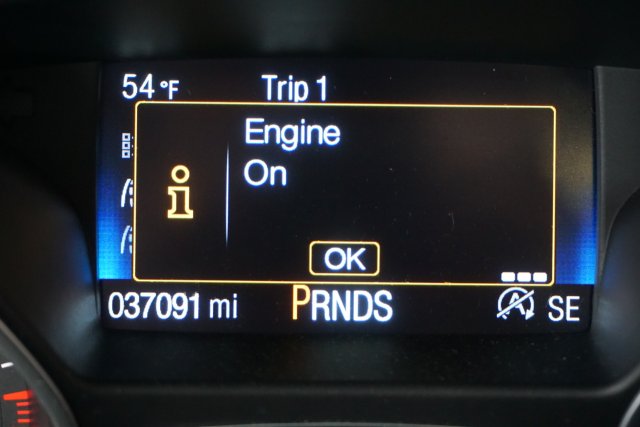 54 °F Trip 1
Engine
On
i
OK
037091 mi PRNDS A SE